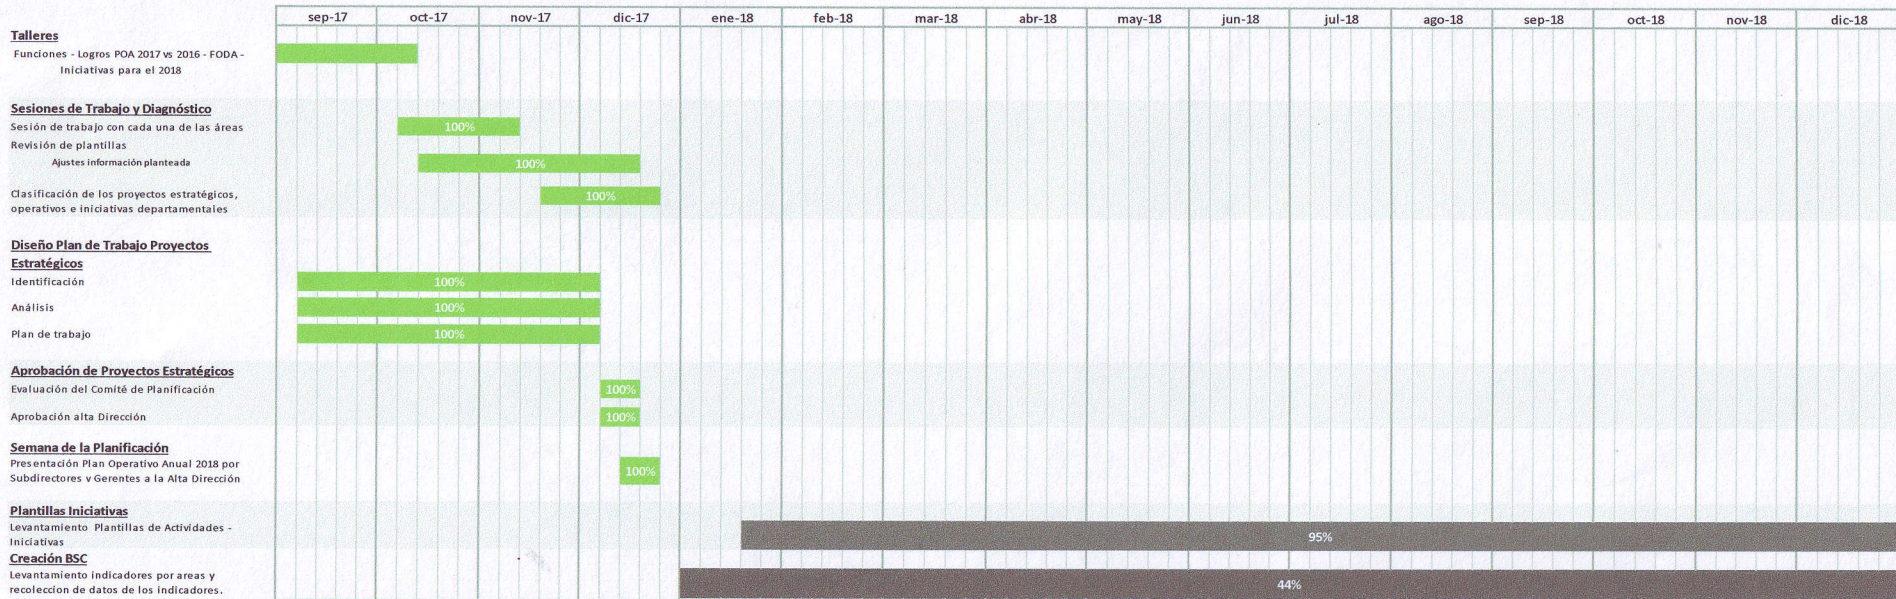 sep-17 oct-17 nov-17 dic-17 ene-18 feb-18 mar-18 abr-18 may-18 jun-18 jul-18 ago-18 sep-18 oct-18 nov-18 dic-18
Talleres
Funciones - Logros POA 2017 vs 2016 - FODA -
Iniciativas para el 2018
Sesiones de Trabajo y Diagnóstico
Sesión de trabajo con cada una de las áreas 100%
Revisión de plantillas
Ajustes información planteada 100%
Clasificación de los proyectos estratégicos, 100%
operativos e iniciativas departamentales
Diseño Plan de Trabajo Proyectos
Estratégicos
Identificación 100%
Análisis 100%
Plan de trabajo 100%
Aprobación de Proyectos Estratégicos
Evaluación del Comité de Planificación 100%
Aprobación alta Dirección 100%
Semana de la Planificación
Presentación Plan Operativo Anual 2018 por 100%
Subdirectores y Gerentes a la Alta Dirección
Plantillas Iniciativas
Levantamiento Plantillas de Actividades - 95%
Iniciativas
Creación BSC
Levantamiento indicadores por areas y 44%
recoleccion de datos de los indicadores.